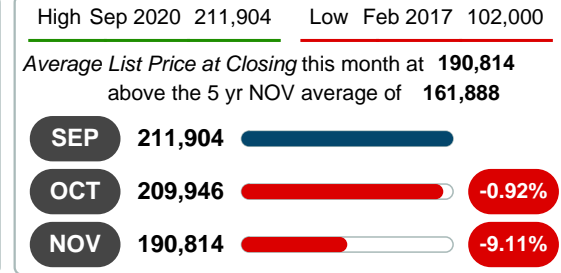 High Sep 2020 211,904 Low Feb 2017 102,000
Average List Price at Closing this month at 190,814
above the 5 yr NOV average of 161,888
SEP 211,904
OCT 209,946 -0.92%
NOV 190,814 -9.11%